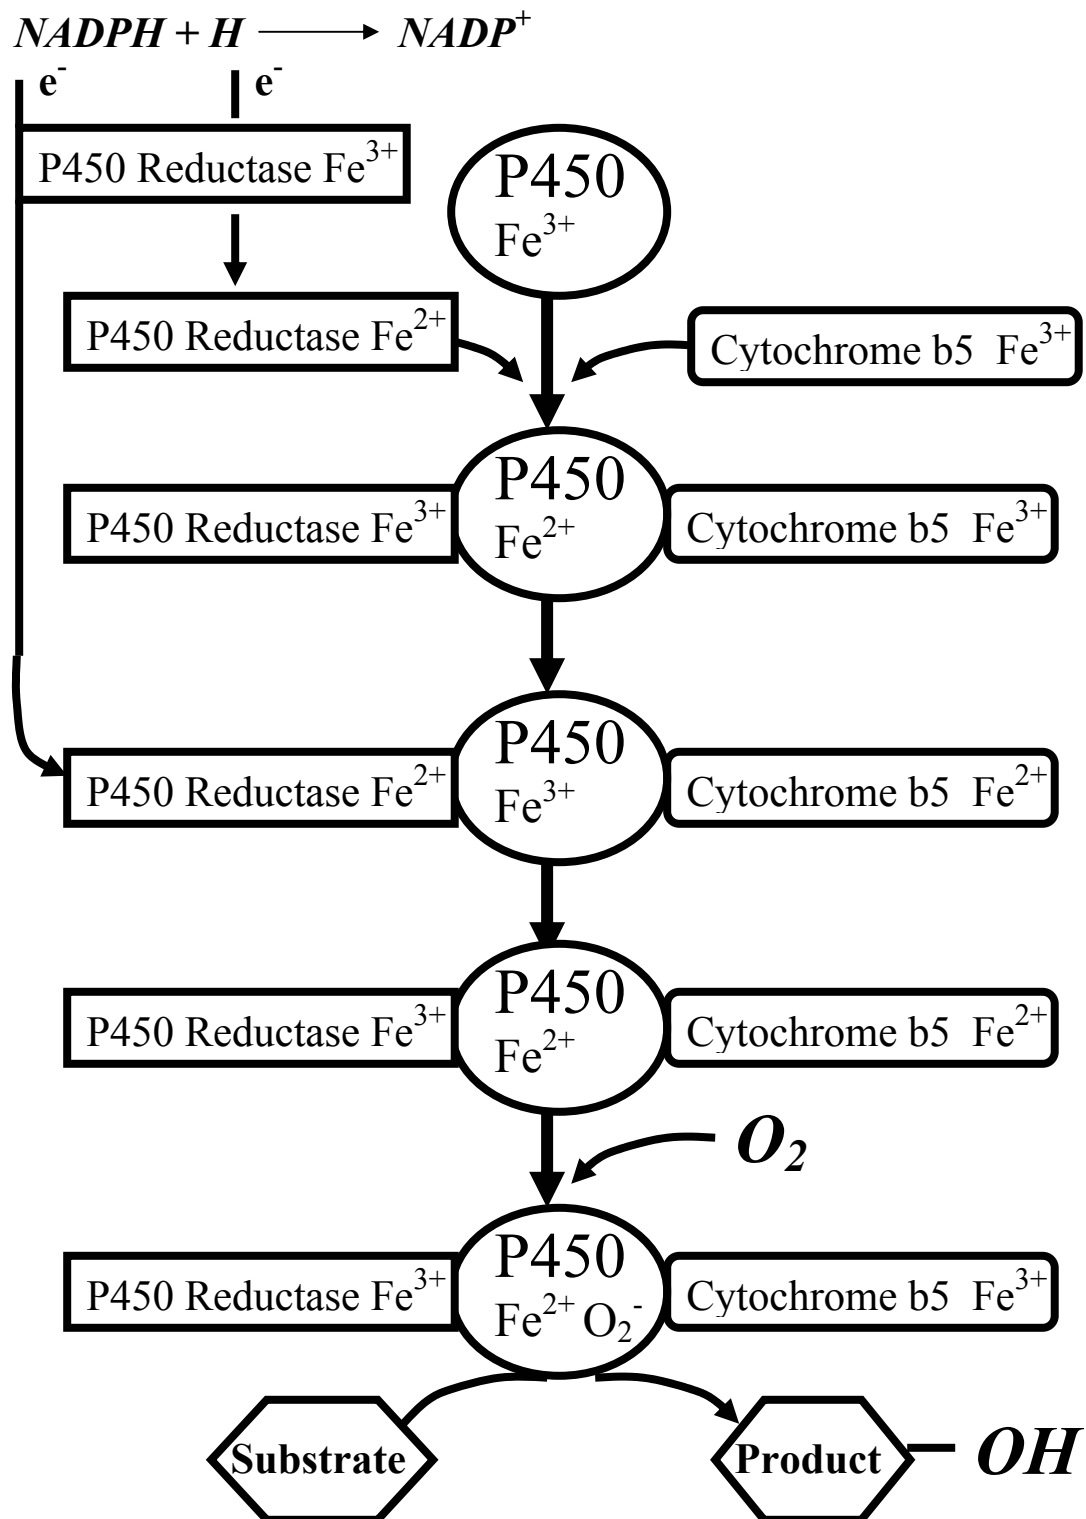 NADPH + H → NADP⁺
e⁻ e⁻
P450 Reductase Fe³⁺
P450
Fe³⁺
P450 Reductase Fe²⁺
Cytochrome b5 Fe³⁺
P450 Reductase Fe³⁺
P450
Fe²⁺
Cytochrome b5 Fe³⁺
P450 Reductase Fe²⁺
P450
Fe³⁺
Cytochrome b5 Fe²⁺
P450 Reductase Fe³⁺
P450
Fe²⁺
Cytochrome b5 Fe²⁺
O₂
P450 Reductase Fe³⁺
P450
Fe²⁺ O₂⁻
Cytochrome b5 Fe³⁺
Substrate
Product
OH